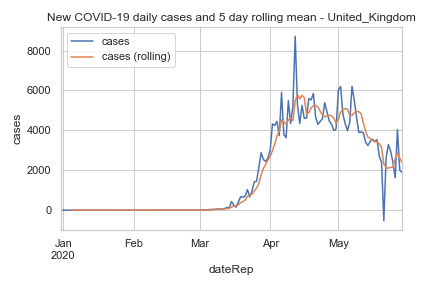 New COVID-19 daily cases and 5 day rolling mean - United_Kingdom
cases
cases (rolling)
8000
6000
4000
2000
0
cases
Jan
2020
Feb
Mar
Apr
May
dateRep